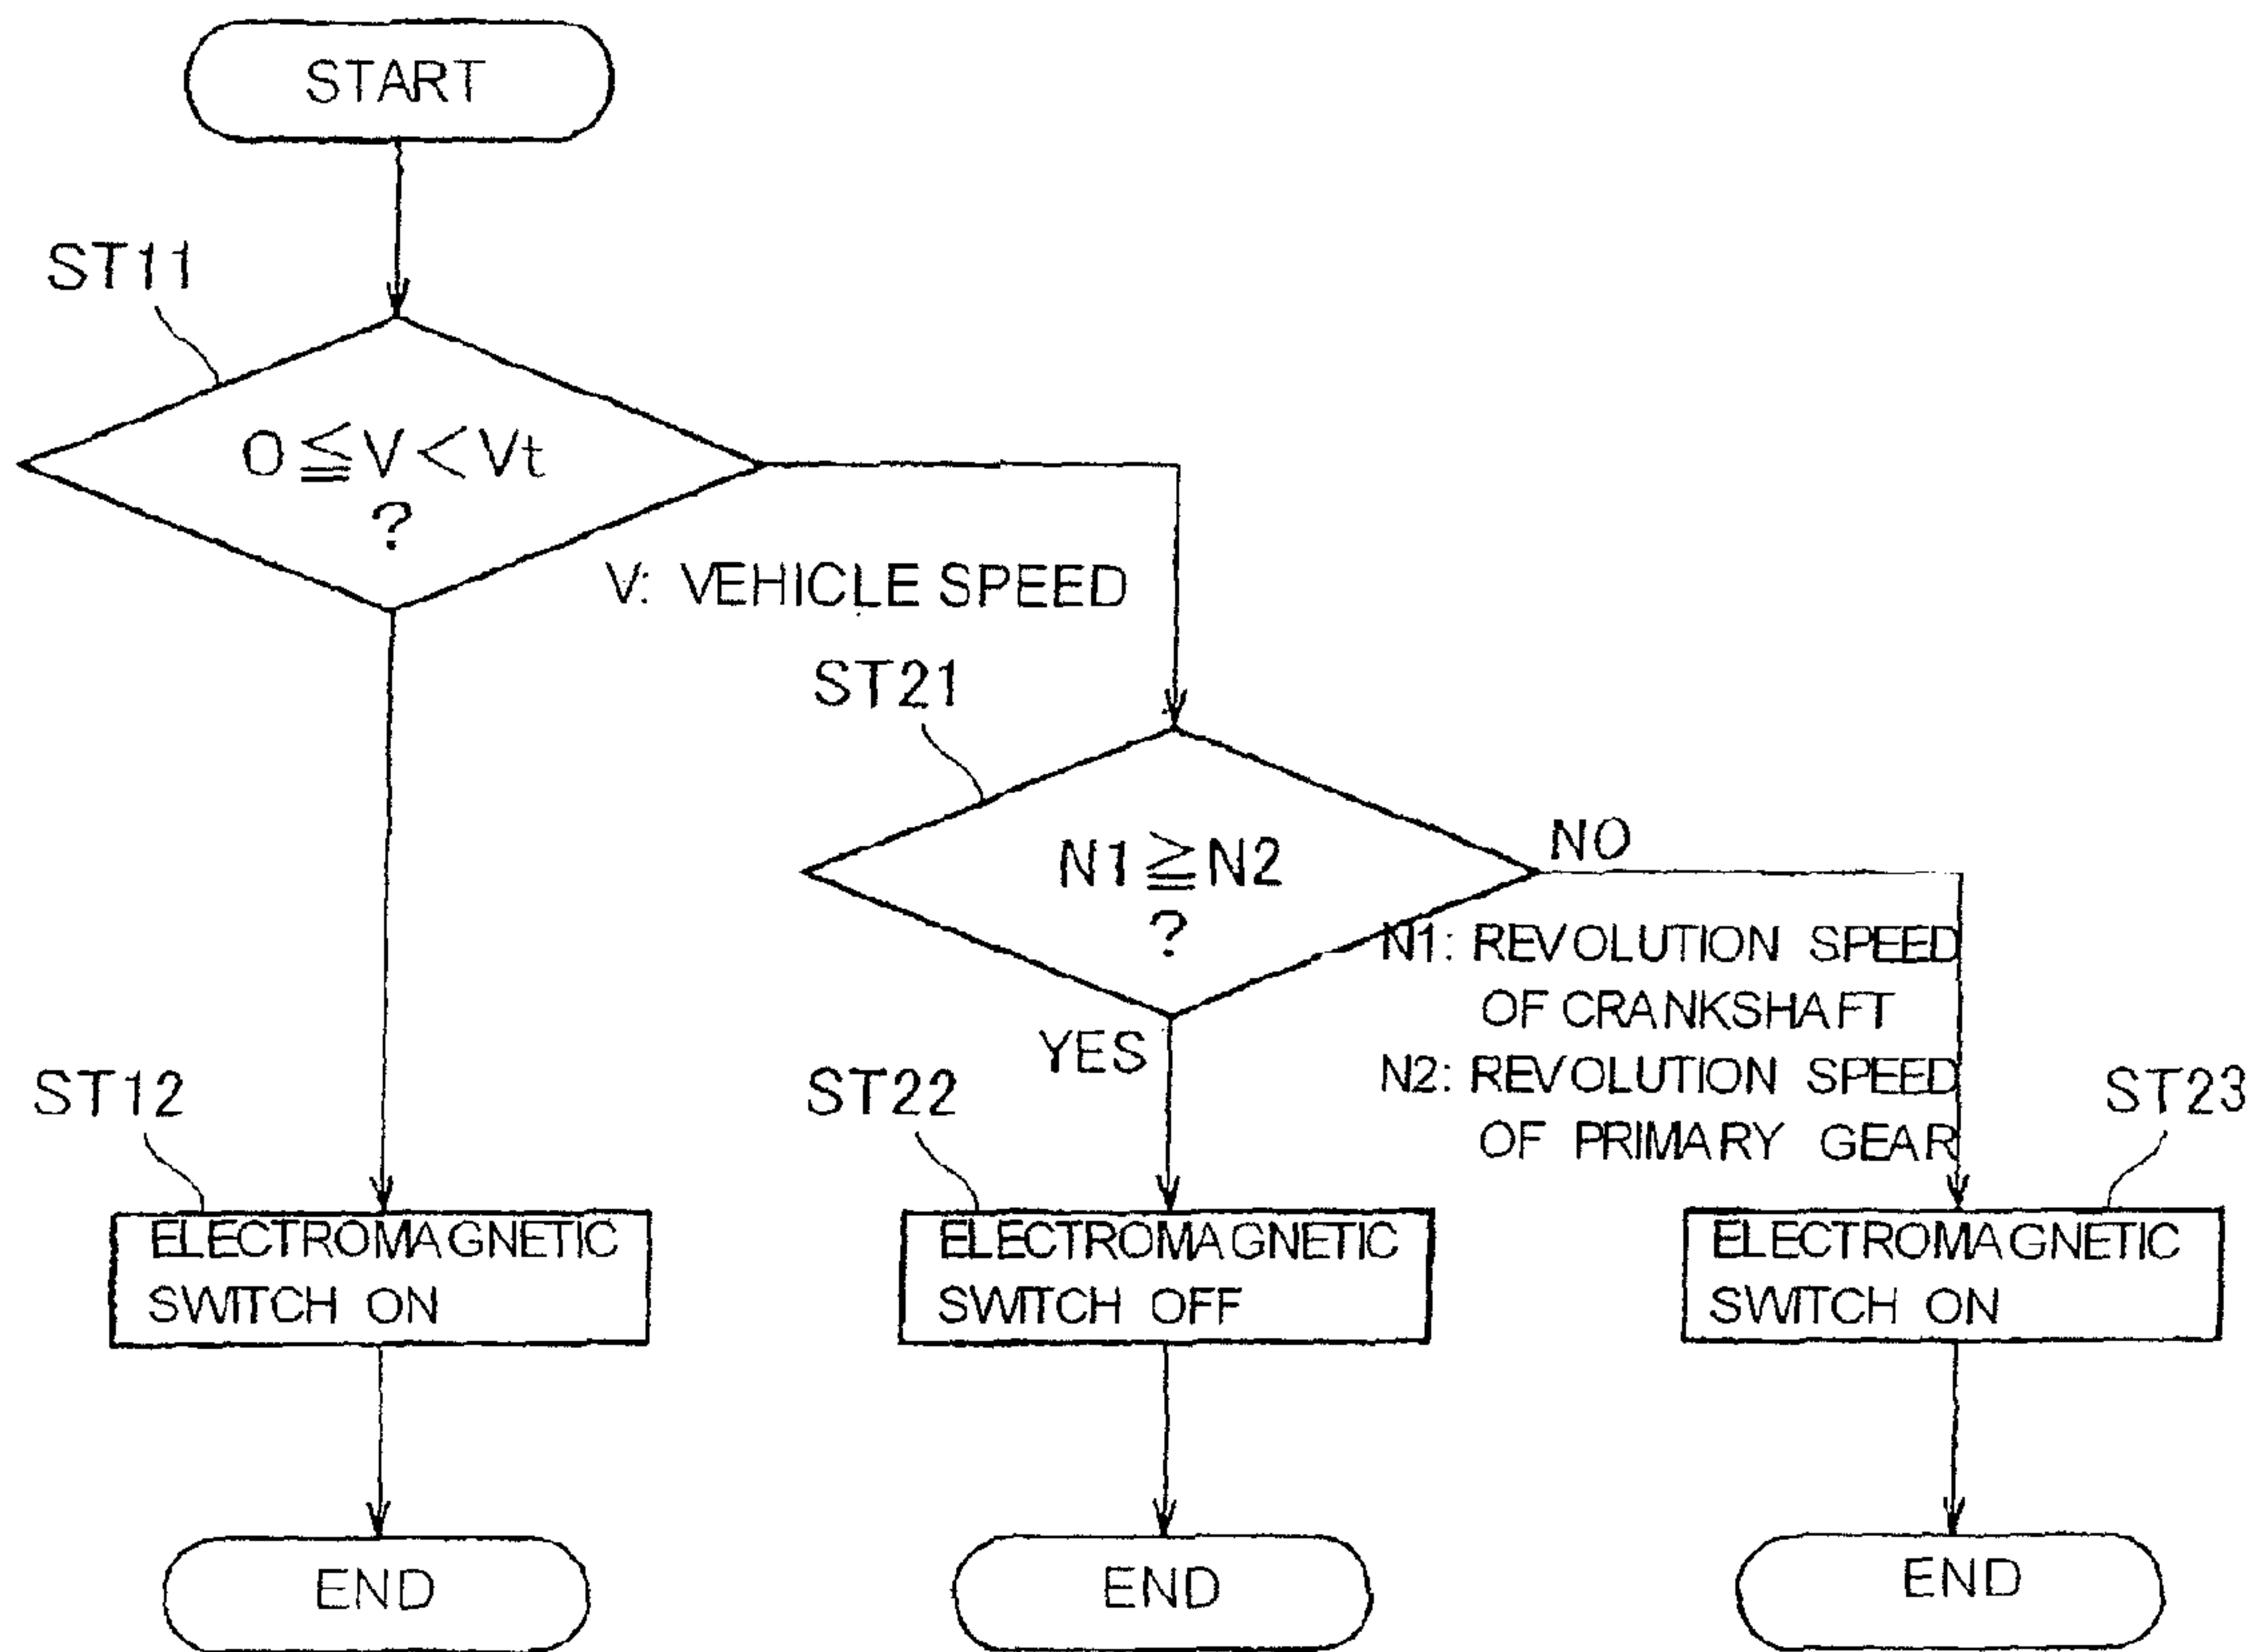 START
ST11
0≦V<Vt
?
V: VEHICLE SPEED
ST21
N1≧N2
?
NO
N1: REVOLUTION SPEED
OF CRANKSHAFT
N2: REVOLUTION SPEED
OF PRIMARY GEAR
YES
ST12
ELECTROMAGNETIC
SWITCH ON
ST22
ELECTROMAGNETIC
SWITCH OFF
ST23
ELECTROMAGNETIC
SWITCH ON
END
END
END